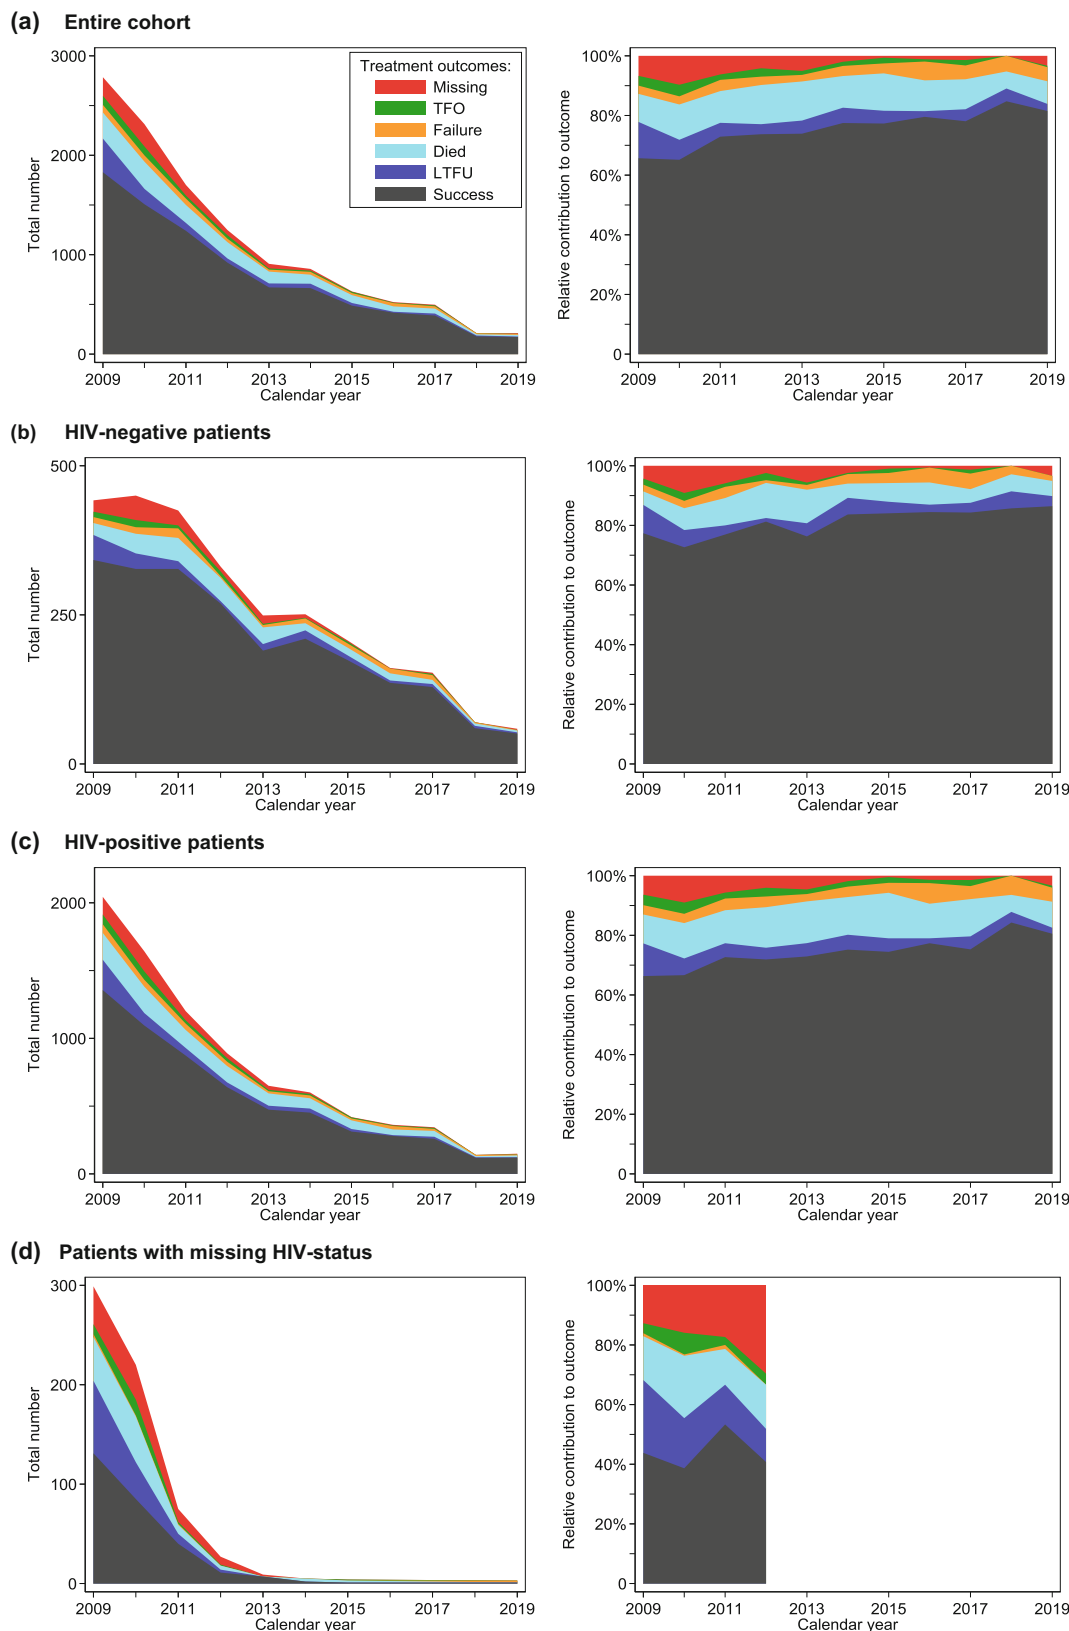 (a) Entire cohort
Total number
3000
2000
1000
0
2009 2011 2013 2015 2017 2019
Calendar year
Treatment outcomes:
Missing
TFO
Failure
Died
LTFU
Success
Relative contribution to outcome
100%
80%
60%
40%
20%
0
2009 2011 2013 2015 2017 2019
Calendar year
(b) HIV-negative patients
Total number
500
250
0
2009 2011 2013 2015 2017 2019
Calendar year
Relative contribution to outcome
100%
80%
60%
40%
20%
0
2009 2011 2013 2015 2017 2019
Calendar year
(c) HIV-positive patients
Total number
2000
1000
0
2009 2011 2013 2015 2017 2019
Calendar year
Relative contribution to outcome
100%
80%
60%
40%
20%
0
2009 2011 2013 2015 2017 2019
Calendar year
(d) Patients with missing HIV-status
Total number
300
200
100
0
2009 2011 2013 2015 2017 2019
Calendar year
Relative contribution to outcome
100%
80%
60%
40%
20%
0
2009 2011 2013 2015 2017 2019
Calendar year